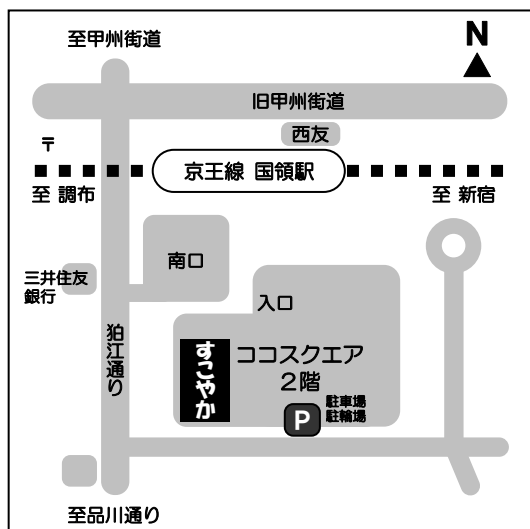 至甲州街道
N
旧甲州街道
西友
〒
京王線 国領駅
至 調布
至 新宿
南口
三井住友
銀行
入口
狛江通り
すこやか
ココスクエア
2階
駐車場
駐輪場
P
至品川通り